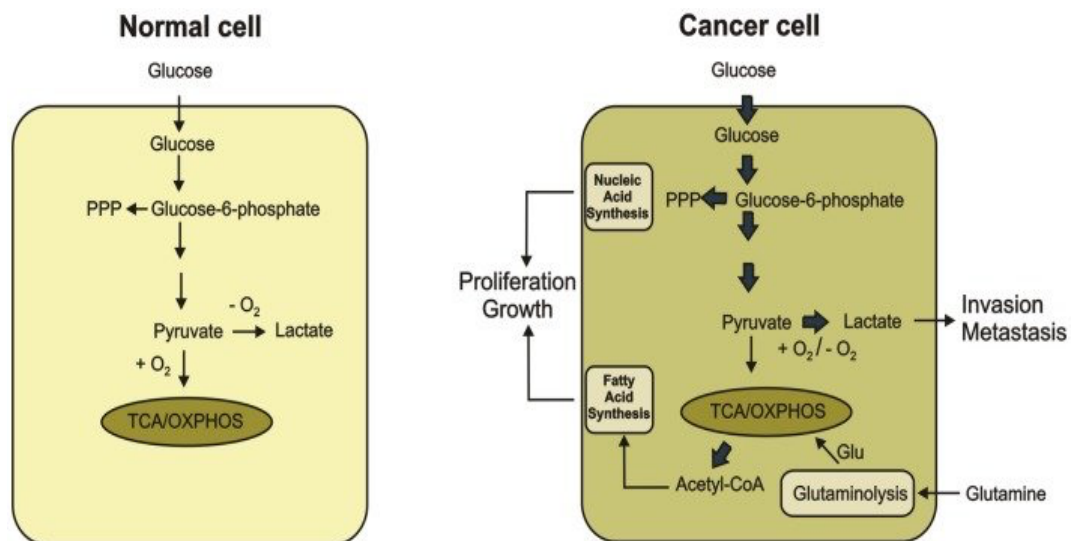 Normal cell
Glucose
Glucose
PPP Glucose-6-phosphate
- O₂
Pyruvate Lactate
+ O₂
TCA/OXPHOS
Cancer cell
Glucose
Glucose
Nucleic
Acid
Synthesis
PPP Glucose-6-phosphate
Proliferation
Growth
Pyruvate Lactate
+ O₂ / - O₂
Invasion
Metastasis
Fatty
Acid
Synthesis
TCA/OXPHOS
Glu
Acetyl-CoA
Glutaminolysis
Glutamine